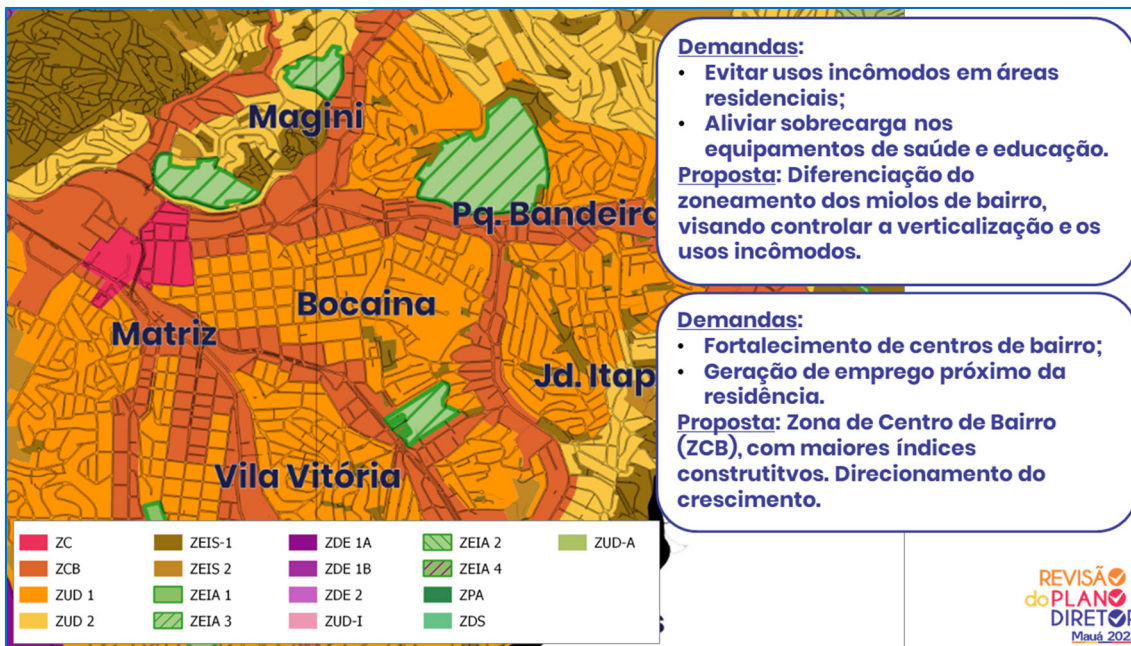 Demandas:
• Evitar usos incômodos em áreas
residenciais;
• Aliviar sobrecarga nos
equipamentos de saúde e educação.
Proposta: Diferenciação do
zoneamento dos miolos de bairro,
visando controlar a verticalização e os
usos incômodos.
Demandas:
• Fortalecimento de centros de bairro;
• Geração de emprego próximo da
residência.
Proposta: Zona de Centro de Bairro
(ZCB), com maiores índices
construtitvos. Direcionamento do
crescimento.
Magini
Pq. Bandeira
Bocaina
Matriz
Jd. Itap
Vila Vitória
ZC
ZCB
ZUD 1
ZUD 2
ZEIS-1
ZEIS 2
ZEIA 1
ZEIA 3
ZDE 1A
ZDE 1B
ZDE 2
ZUD-I
ZEIA 2
ZEIA 4
ZPA
ZDS
ZUD-A
s
REVISÃO
do PLANO
DIRETOR
Mauá 202